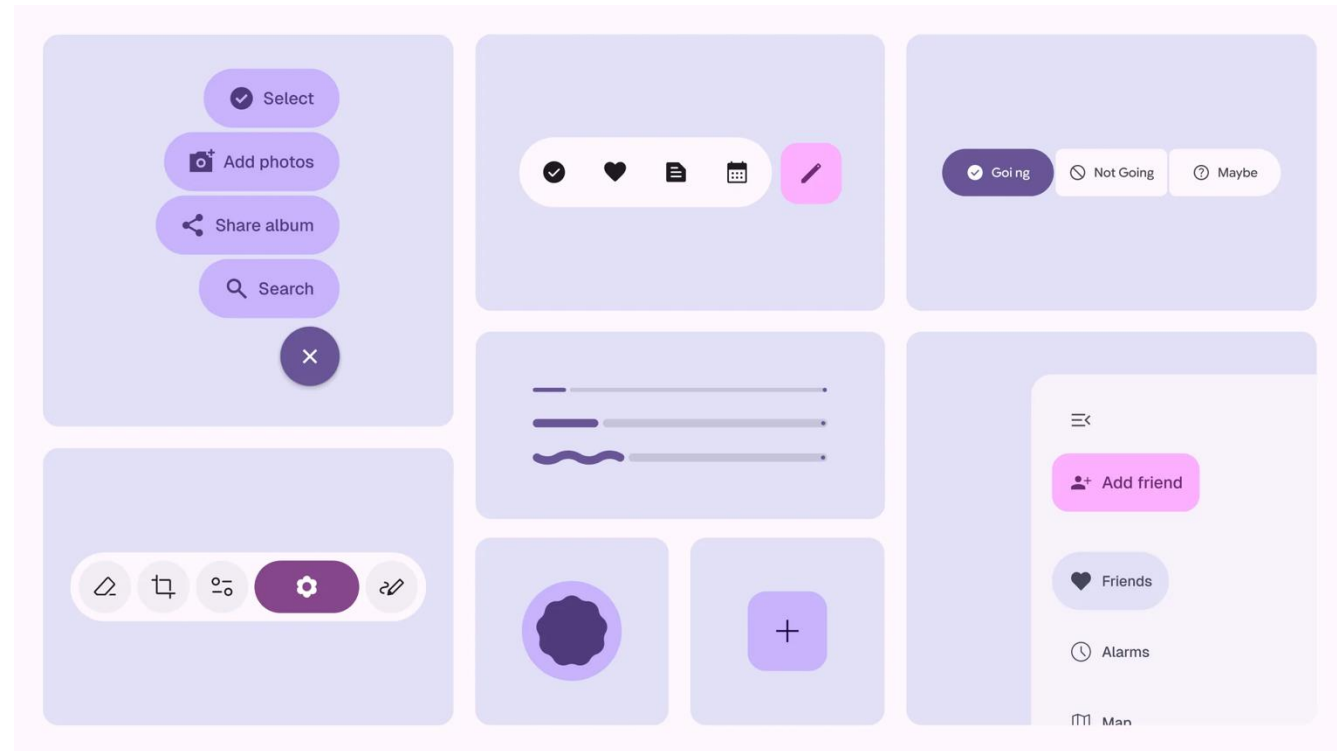 Select
Add photos
Share album
Search
Going
Not Going
Maybe
Add friend
Friends
Alarms
Map